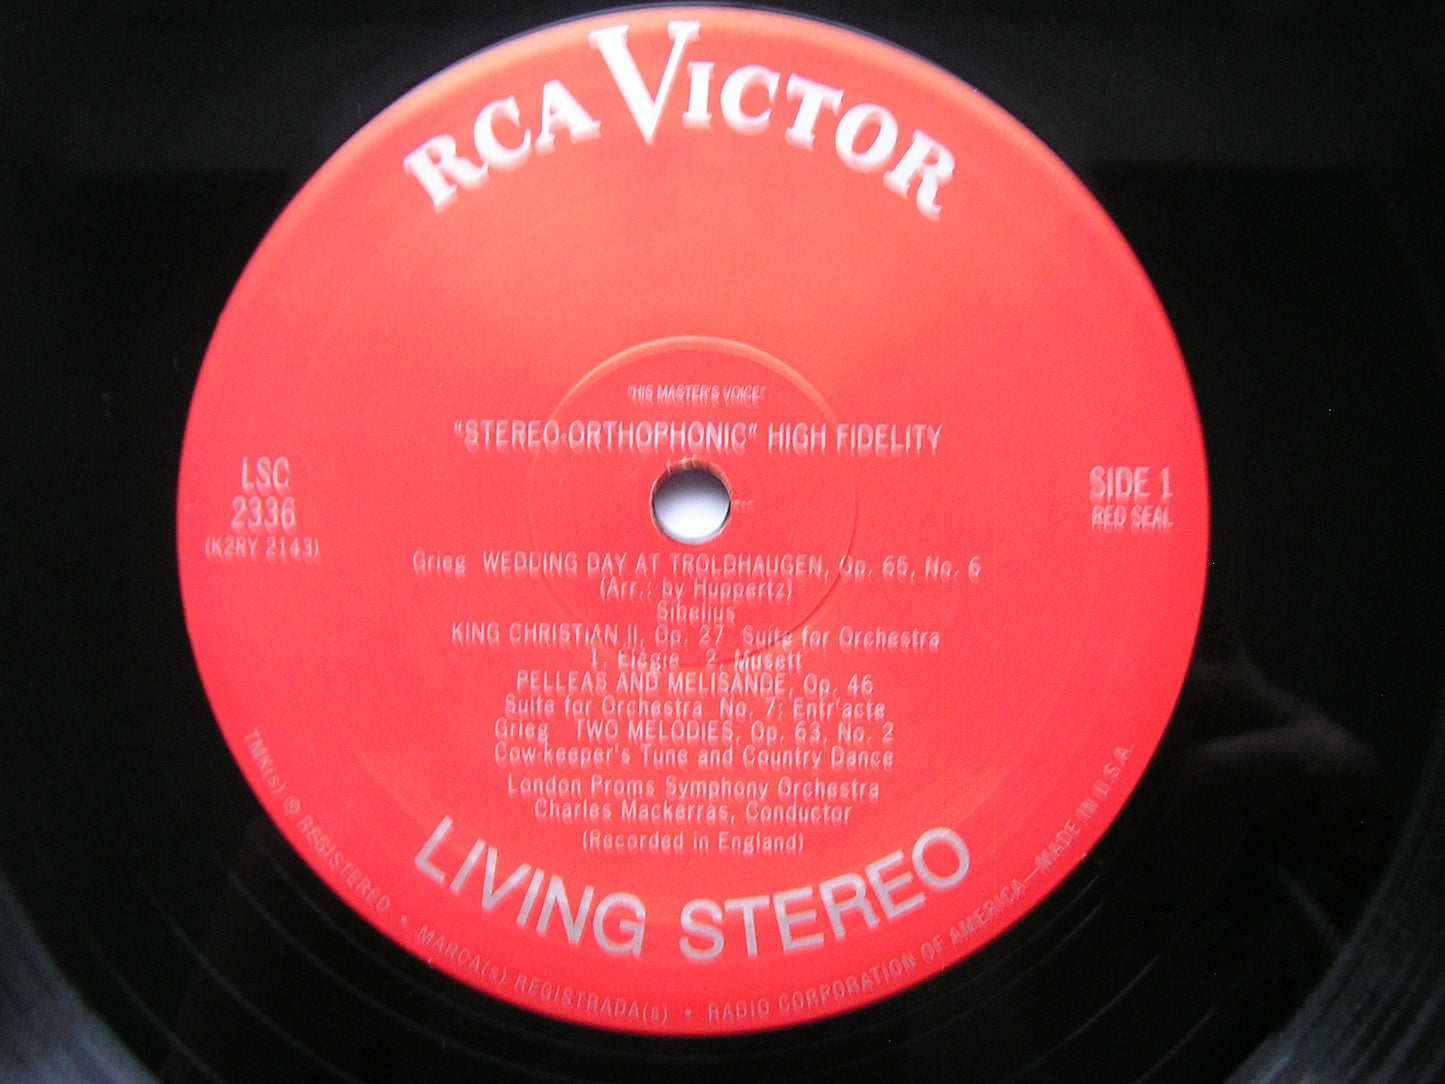 RCA VICTOR
"HIS MASTER'S VOICE"
"STEREO-ORTHOPHONIC" HIGH FIDELITY
LSC
2336
(K2RY 2143)
SIDE 1
RED SEAL
Grieg WEDDING DAY AT TROLDHAUGEN, Op. 65, No. 6
(Arr.: by Huppertz)
Sibelius
KING CHRISTIAN II, Op. 27 Suite for Orchestra
1. Elégie 2. Musett
PELLEAS AND MELISANDE, Op. 46
Suite for Orchestra No. 7: Entr'acte
Grieg TWO MELODIES, Op. 63, No. 2
Cow-keeper's Tune and Country Dance
London Proms Symphony Orchestra
Charles Mackerras, Conductor
(Recorded in England)
LIVING STEREO
TMK(s) ® REGISTERED • MARCA(s) REGISTRADA(s) • RADIO CORPORATION OF AMERICA—MADE IN U.S.A.